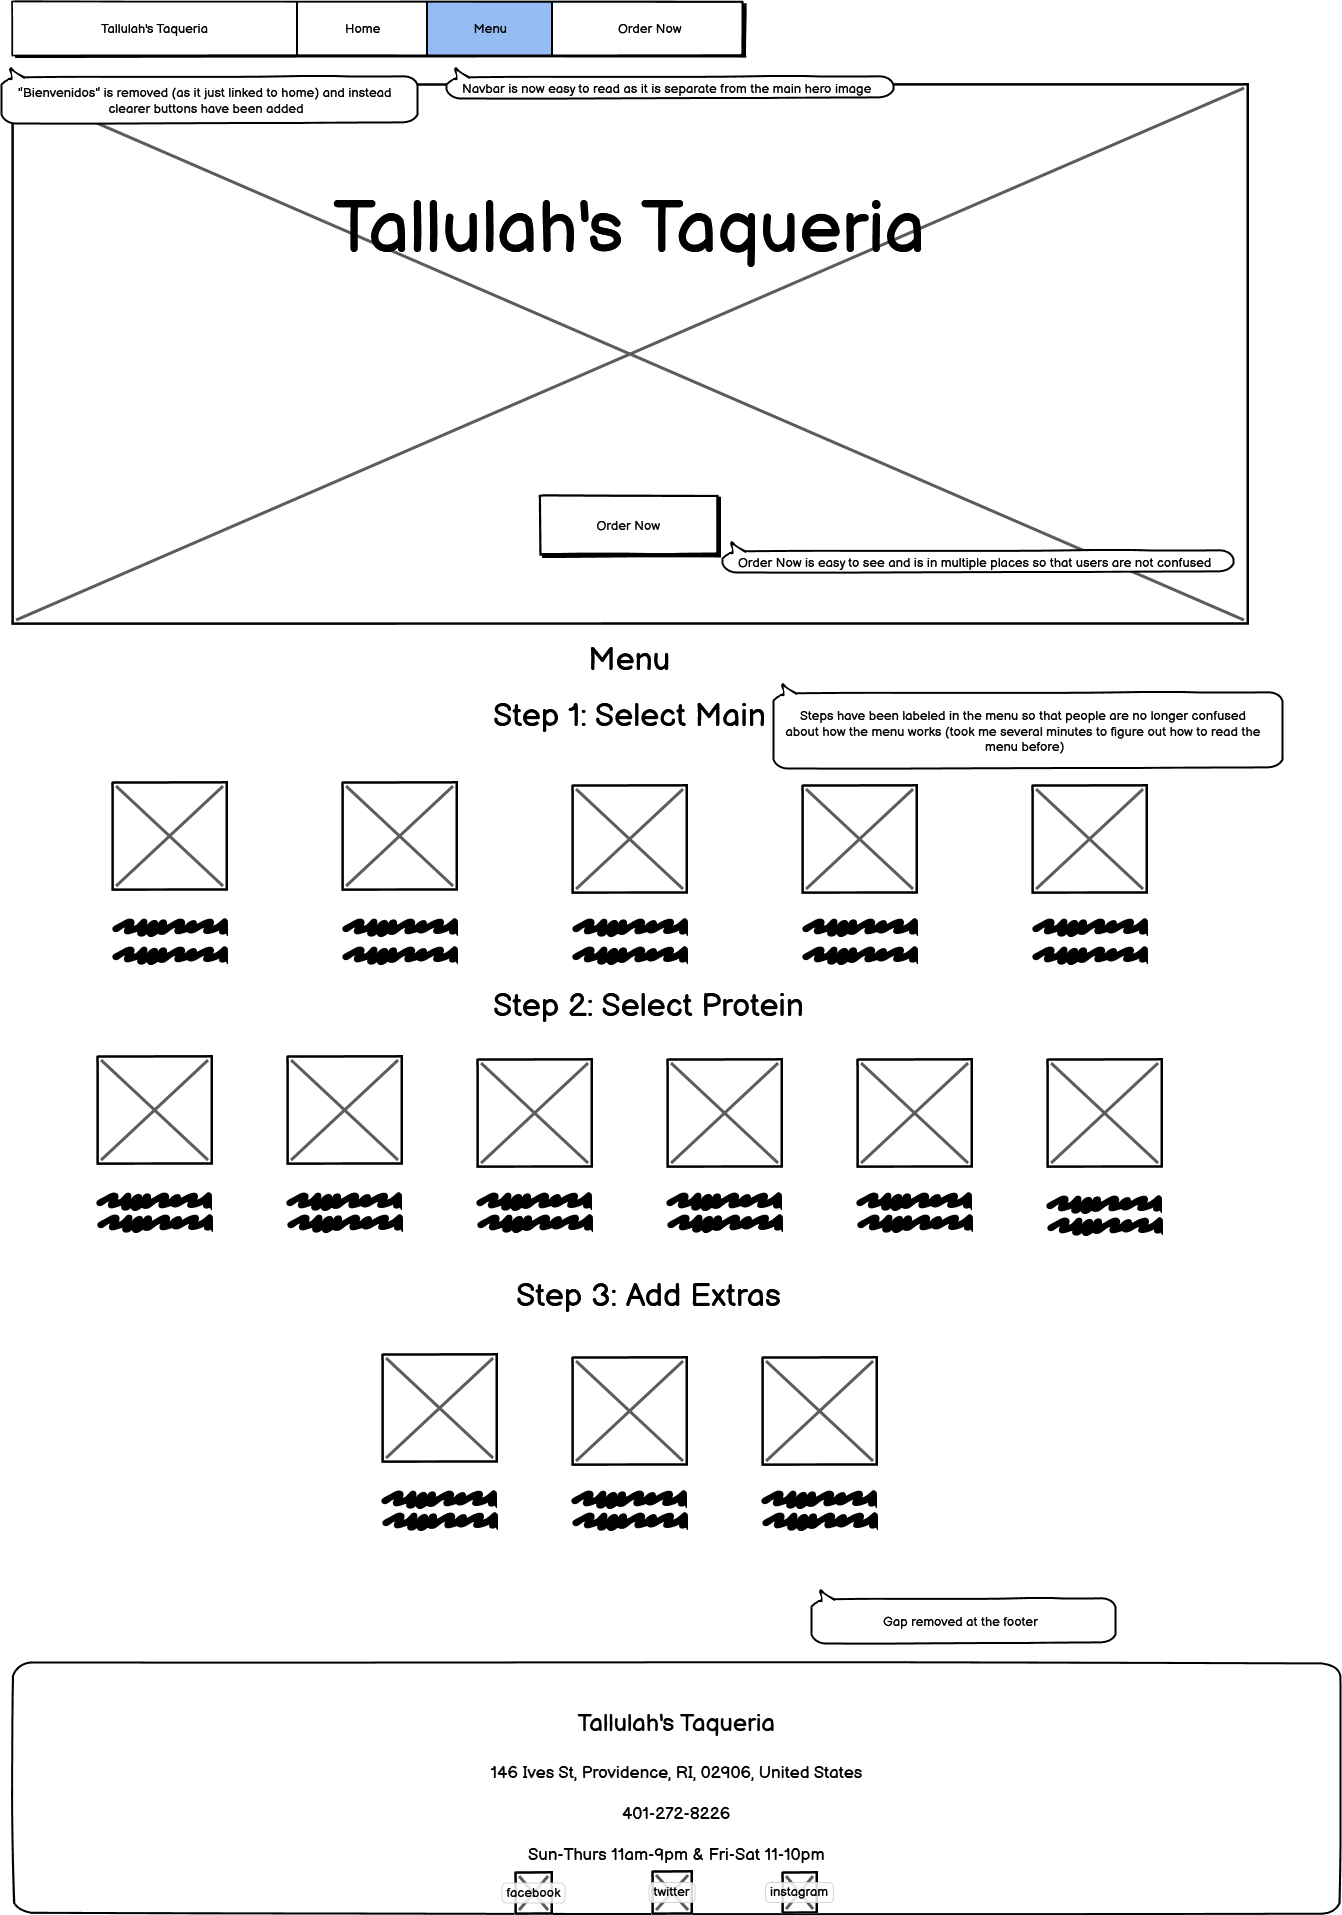 Tallulah's Taqueria
Home
Menu
Order Now
"Bienvenidos" is removed (as it just linked to home) and instead
clearer buttons have been added
Navbar is now easy to read as it is separate from the main hero image
Tallulah's Taqueria
Order Now
Order Now is easy to see and is in multiple places so that users are not confused
Menu
Step 1: Select Main
Steps have been labeled in the menu so that people are no longer confused
about how the menu works (took me several minutes to figure out how to read the
menu before)
Step 2: Select Protein
Step 3: Add Extras
Gap removed at the footer
Tallulah's Taqueria
146 Ives St, Providence, RI, 02906, United States
401-272-8226
Sun-Thurs 11am-9pm & Fri-Sat 11-10pm
facebook
twitter
instagram